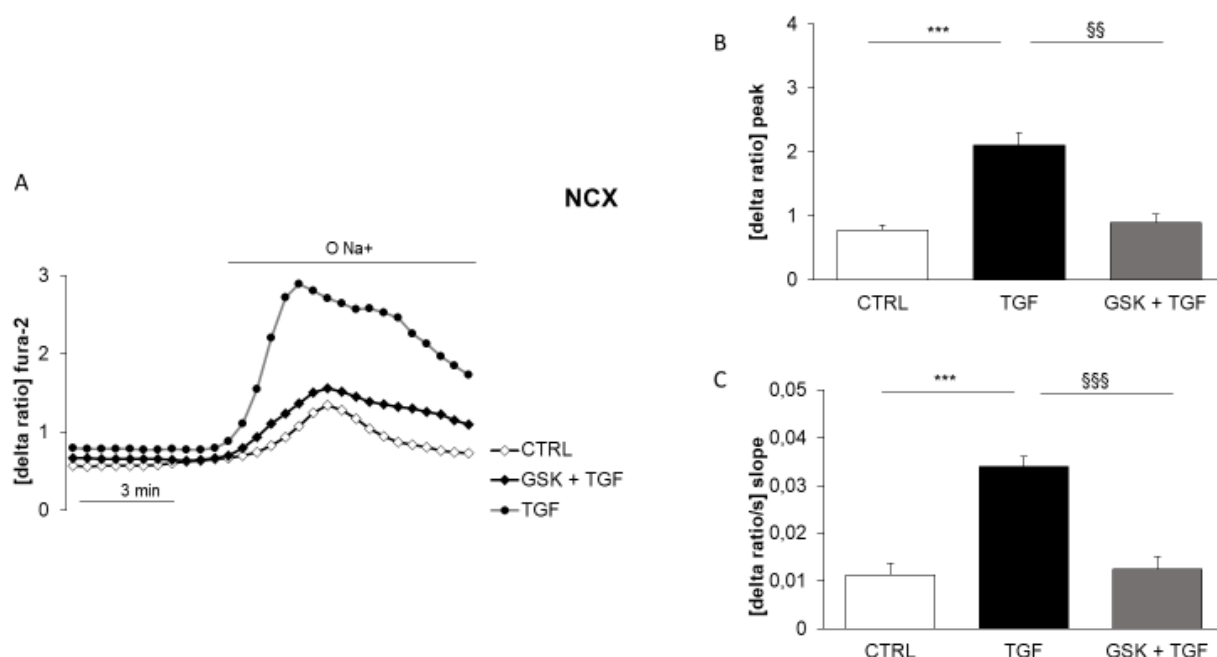 A
NCX
O Na+
[delta ratio] fura-2
3
2
1
0
3 min
CTRL
GSK + TGF
TGF
B
[delta ratio] peak
4
3
2
1
0
***
§§
CTRL
TGF
GSK + TGF
C
[delta ratio/s] slope
0,05
0,04
0,03
0,02
0,01
0
***
§§§
CTRL
TGF
GSK + TGF